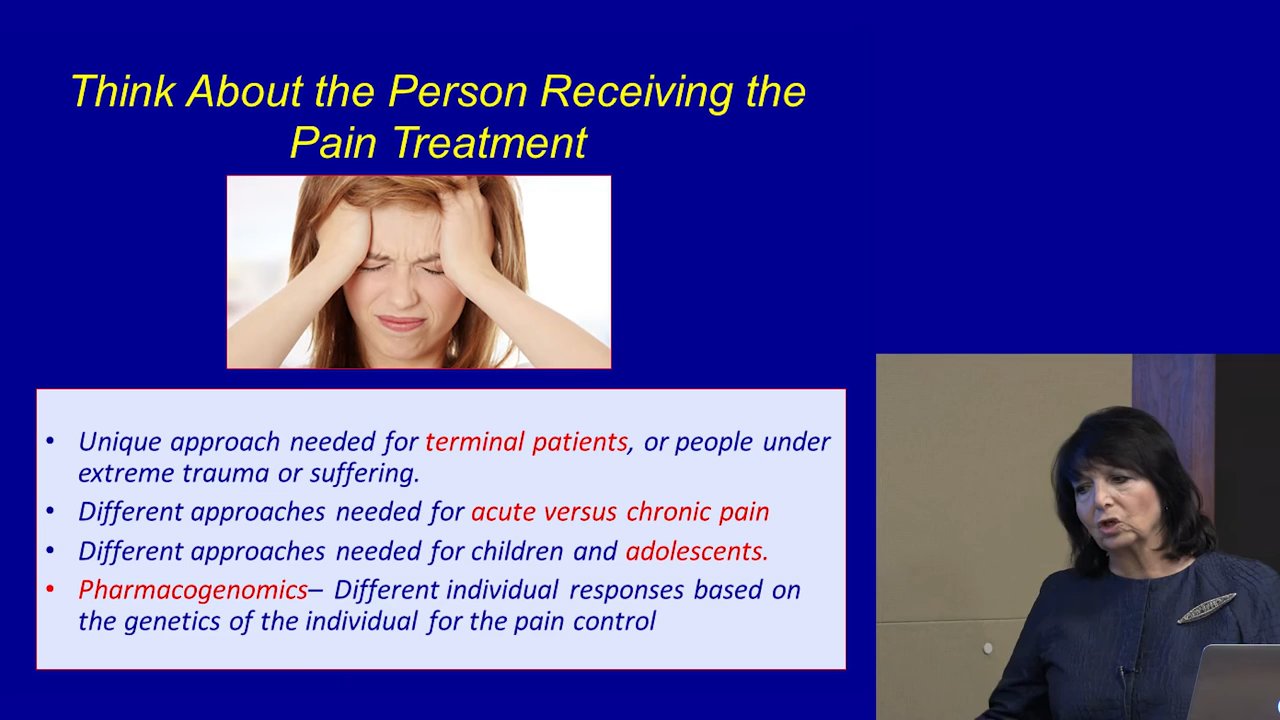 Think About the Person Receiving the
Pain Treatment
• Unique approach needed for terminal patients, or people under
extreme trauma or suffering.
• Different approaches needed for acute versus chronic pain
• Different approaches needed for children and adolescents.
• Pharmacogenomics– Different individual responses based on
the genetics of the individual for the pain control